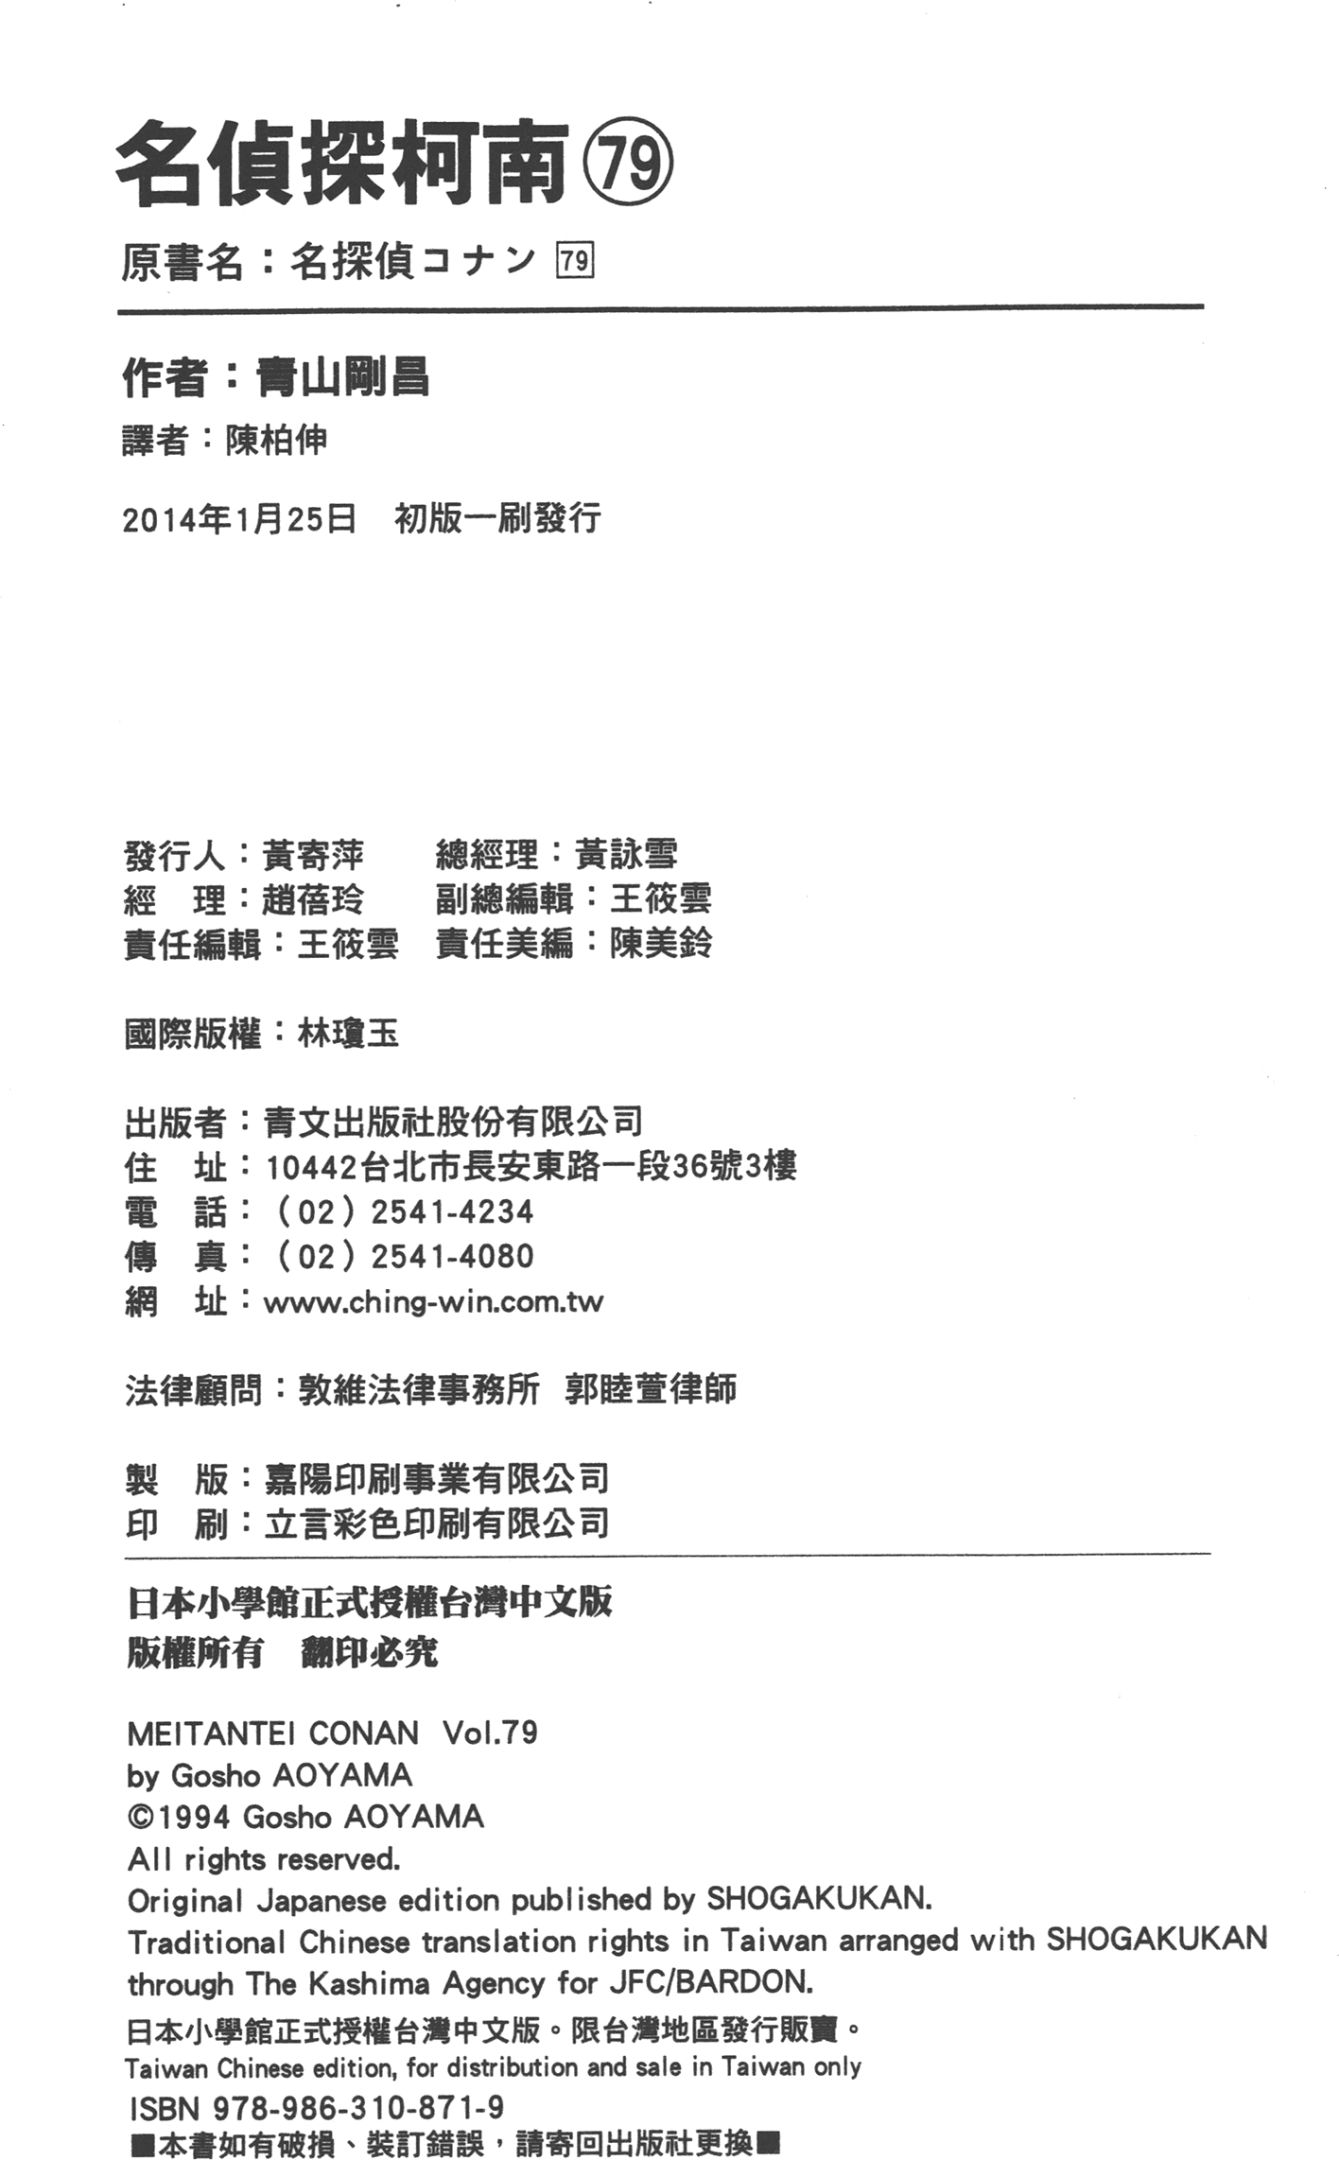 名偵探柯南 79
原書名：名探偵コナン 79
作者：青山剛昌
譯者：陳柏伸
2014年1月25日　初版一刷發行
發行人：黃寄萍　　總經理：黃詠雪
經　理：趙蓓玲　　副總編輯：王筱雲
責任編輯：王筱雲　責任美編：陳美鈴
國際版權：林瓊玉
出版者：青文出版社股份有限公司
住　址：10442台北市長安東路一段36號3樓
電　話：（02）2541-4234
傳　真：（02）2541-4080
網　址：www.ching-win.com.tw
法律顧問：敦維法律事務所 郭睦萱律師
製　版：嘉陽印刷事業有限公司
印　刷：立言彩色印刷有限公司
日本小學館正式授權台灣中文版
版權所有　翻印必究
MEITANTEI CONAN Vol.79
by Gosho AOYAMA
©1994 Gosho AOYAMA
All rights reserved.
Original Japanese edition published by SHOGAKUKAN.
Traditional Chinese translation rights in Taiwan arranged with SHOGAKUKAN
through The Kashima Agency for JFC/BARDON.
日本小學館正式授權台灣中文版。限台灣地區發行販賣。
Taiwan Chinese edition, for distribution and sale in Taiwan only
ISBN 978-986-310-871-9
■本書如有破損、裝訂錯誤，請寄回出版社更換■